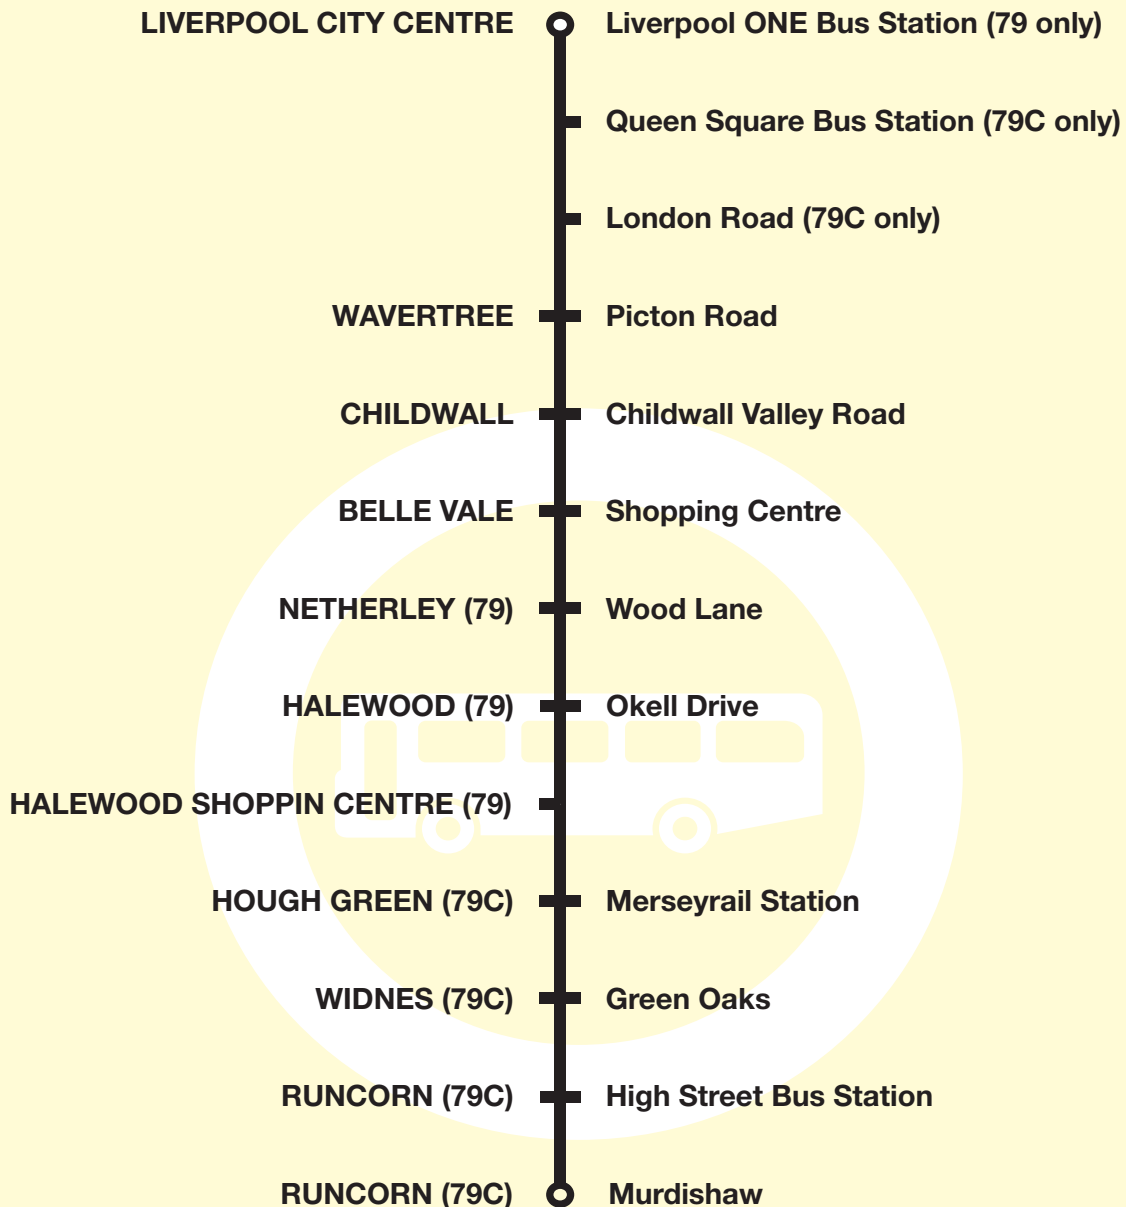 LIVERPOOL CITY CENTRE Liverpool ONE Bus Station (79 only)
Queen Square Bus Station (79C only)
London Road (79C only)
WAVERTREE Picton Road
CHILDWALL Childwall Valley Road
BELLE VALE Shopping Centre
NETHERLEY (79) Wood Lane
HALEWOOD (79) Okell Drive
HALEWOOD SHOPPIN CENTRE (79)
HOUGH GREEN (79C) Merseyrail Station
WIDNES (79C) Green Oaks
RUNCORN (79C) High Street Bus Station
RUNCORN (79C) Murdishaw